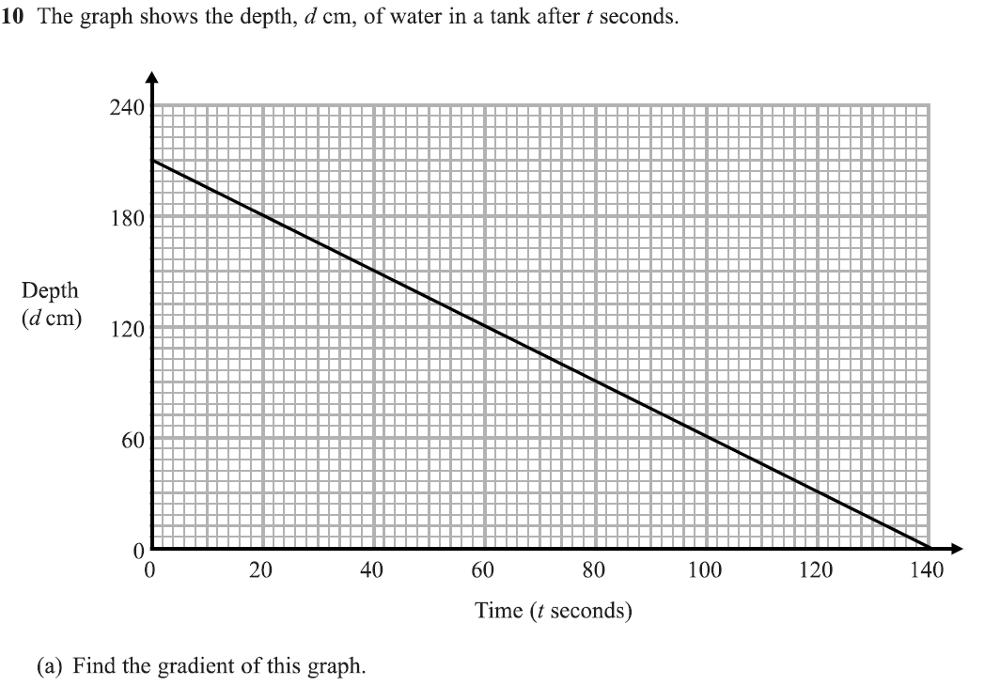 10 The graph shows the depth, d cm, of water in a tank after t seconds.
240
180
Depth
(d cm)
120
60
0
0 20 40 60 80 100 120 140
Time (t seconds)
(a) Find the gradient of this graph.